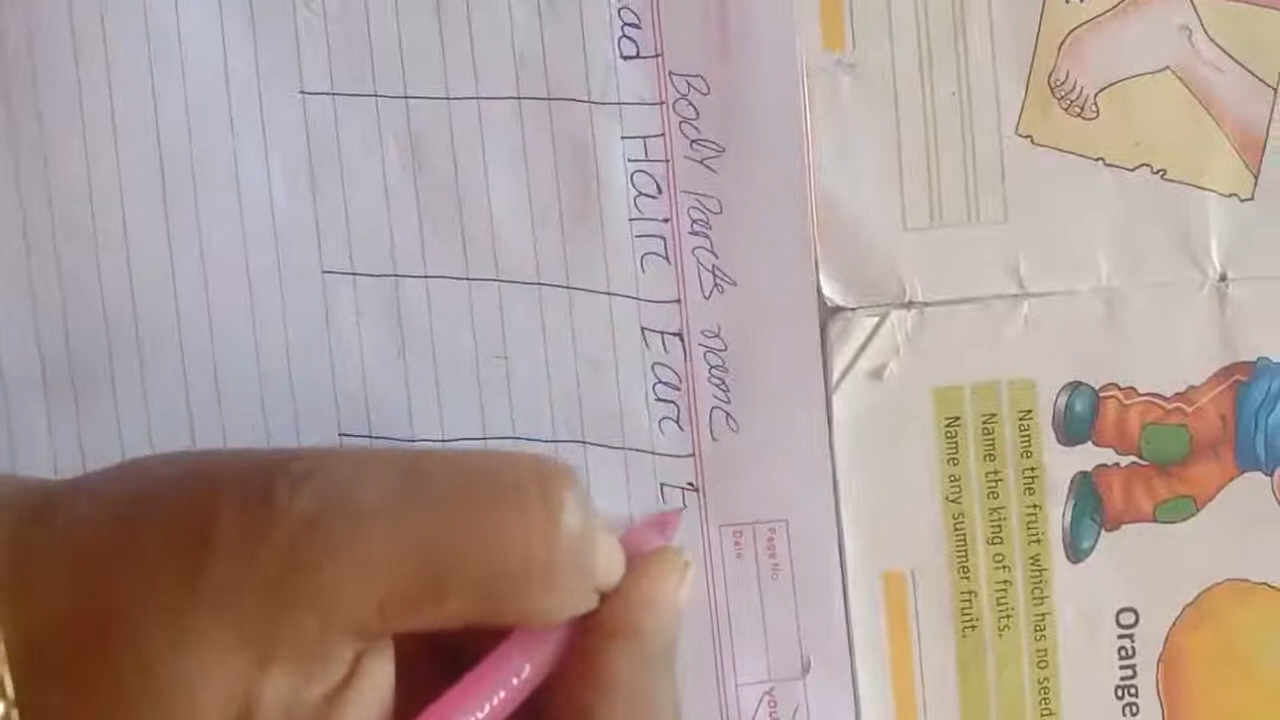 Body Parts name
ad Hair Ear E
Page No
Date
you
Name the fruit which has no seed
Name the king of fruits.
Name any summer fruit.
Orange